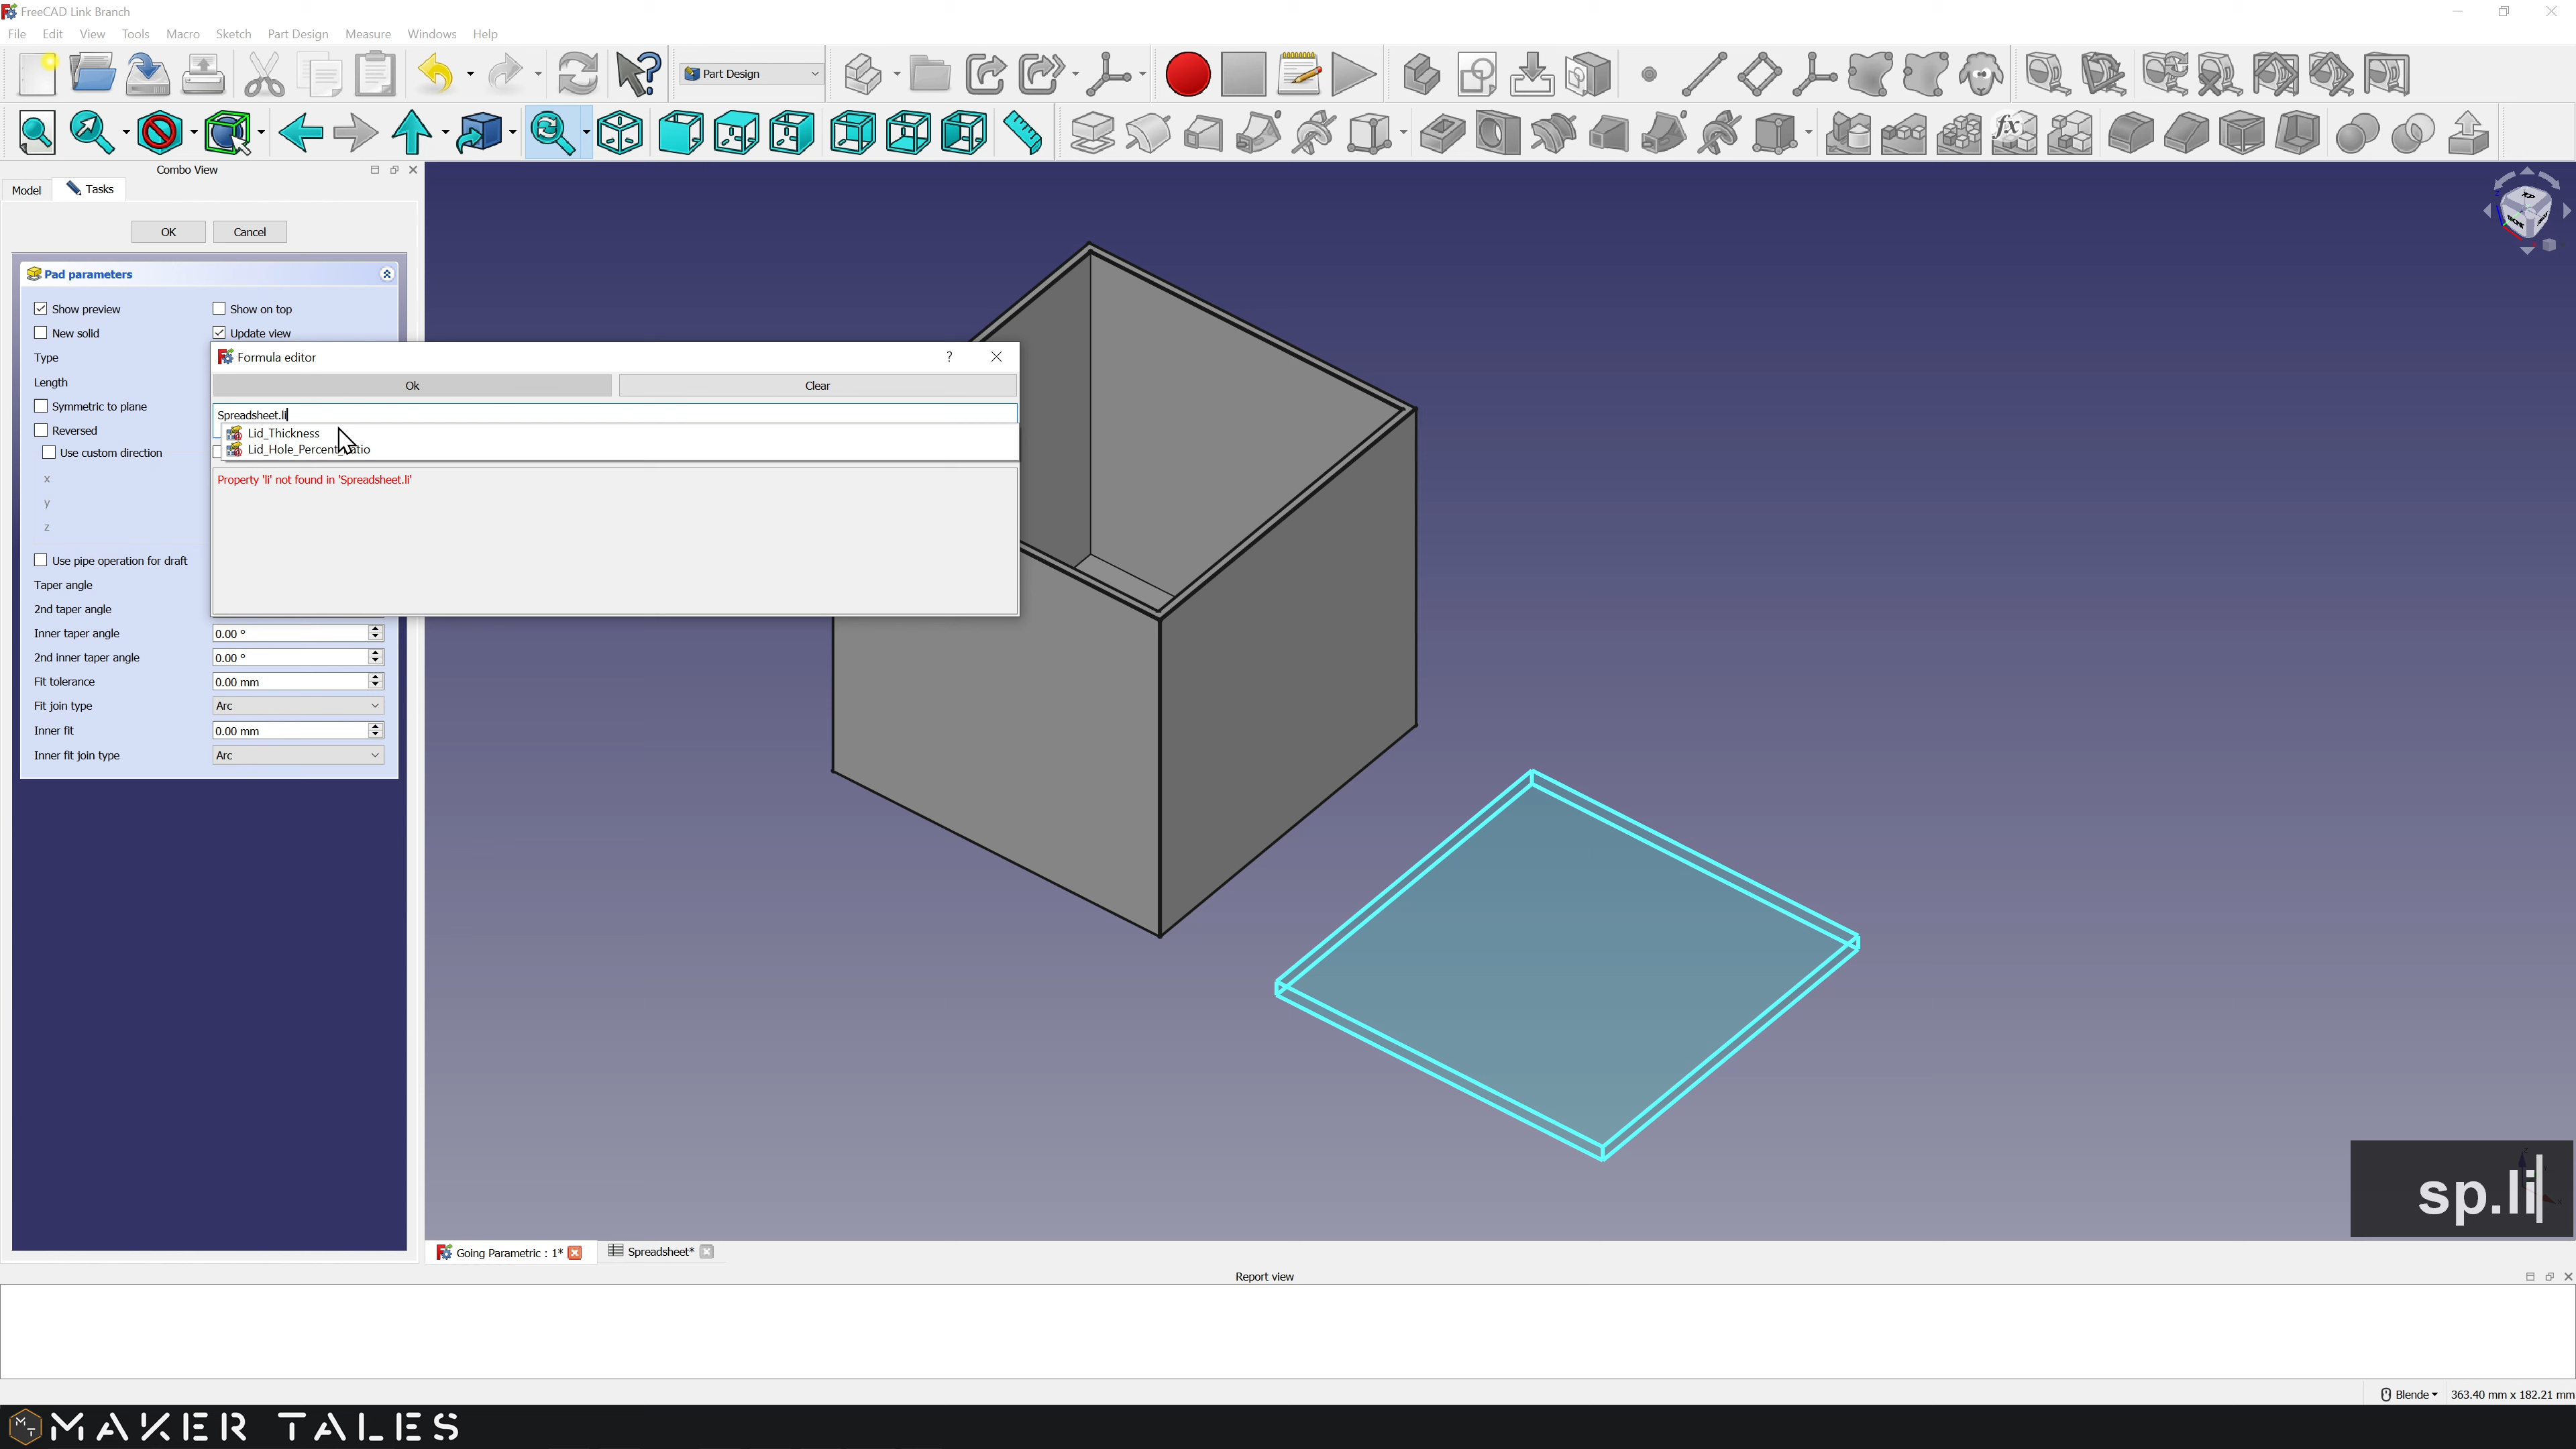 FreeCAD Link Branch
File Edit View Tools Macro Sketch Part Design Measure Windows Help
Part Design
fx
Combo View
Model Tasks
OK Cancel
Pad parameters
Show preview Show on top
New solid Update view
Type
Length
Symmetric to plane
Reversed
Use custom direction
x
y
z
Use pipe operation for draft
Taper angle
2nd taper angle
Inner taper angle 0.00 °
2nd inner taper angle 0.00 °
Fit tolerance 0.00 mm
Fit join type Arc
Inner fit 0.00 mm
Inner fit join type Arc
Formula editor ?
Ok Clear
Spreadsheet.li
Lid_Thickness
Lid_Hole_Percent_
Property 'li' not found in 'Spreadsheet.li'
sp.li
Going Parametric : 1* Spreadsheet*
Report view
Blende 363.40 mm x 182.21 mm
MT MAKER TALES